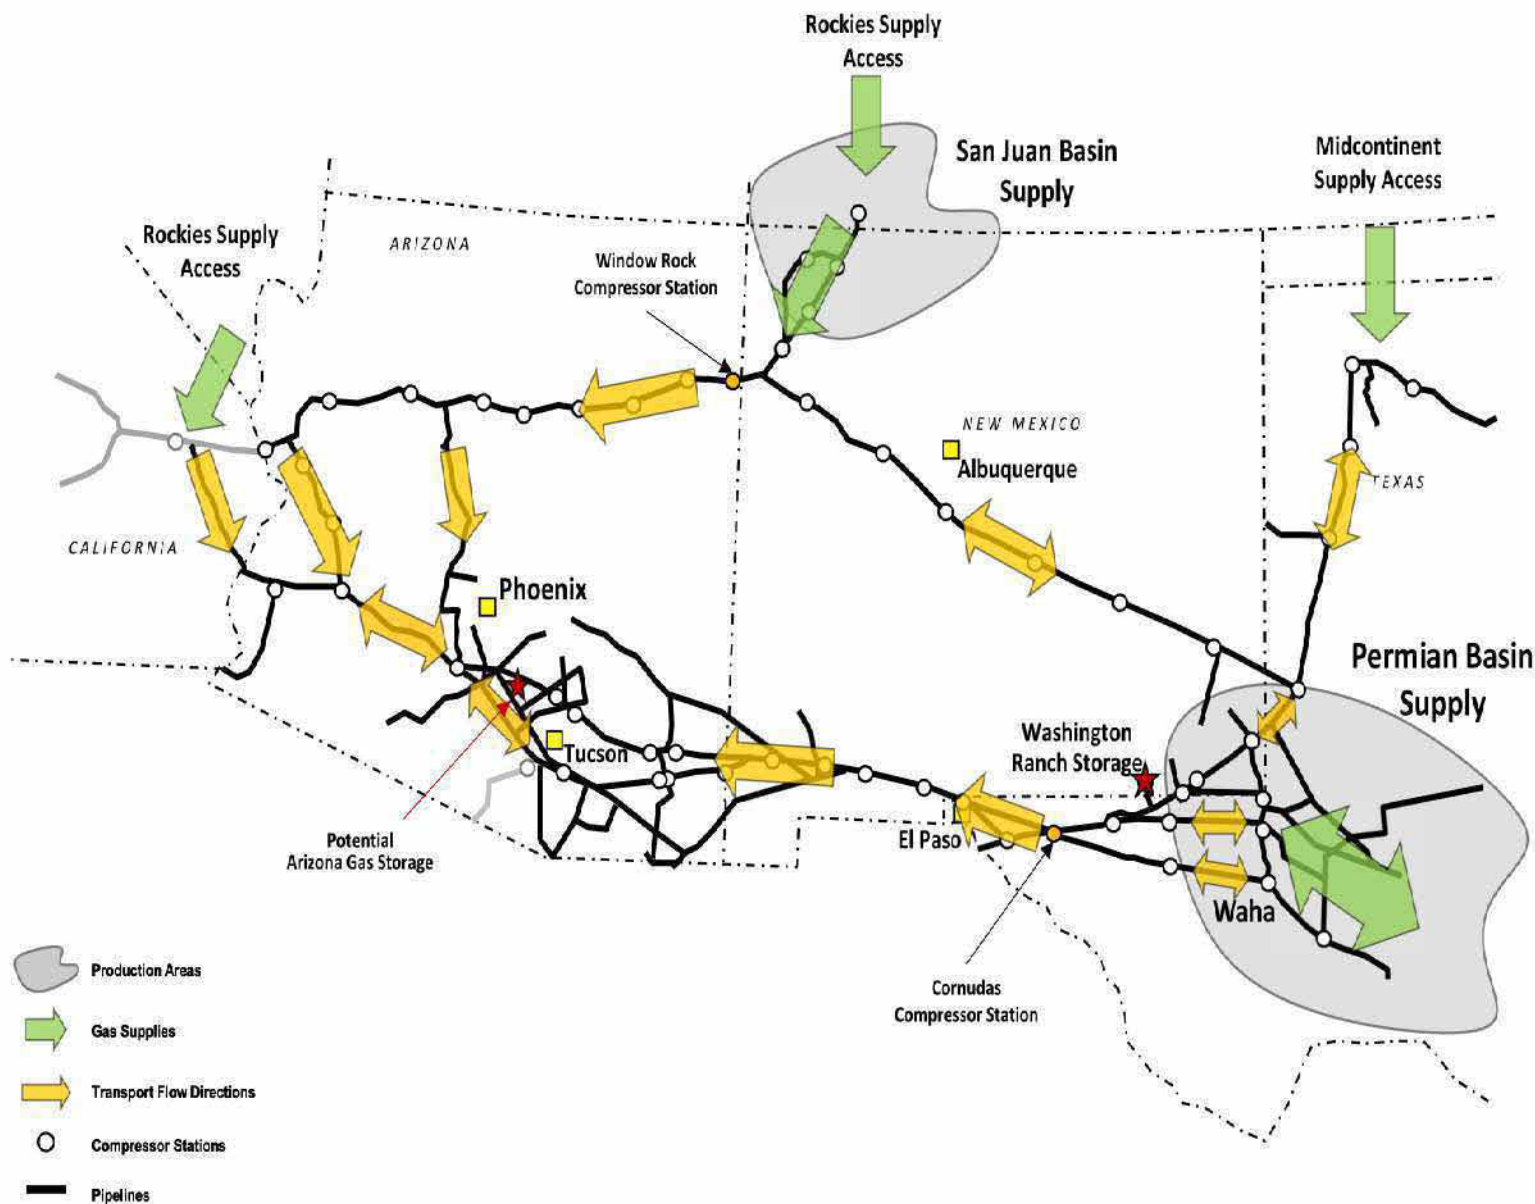 Rockies Supply
Access
San Juan Basin
Supply
Midcontinent
Supply Access
Rockies Supply
Access
ARIZONA
Window Rock
Compressor Station
NEW MEXICO
Albuquerque
TEXAS
CALIFORNIA
Phoenix
Permian Basin
Supply
Washington
Ranch Storage
Tucson
El Paso
Potential
Arizona Gas Storage
Waha
Cornudas
Compressor Station
Production Areas
Gas Supplies
Transport Flow Directions
Compressor Stations
Pipelines